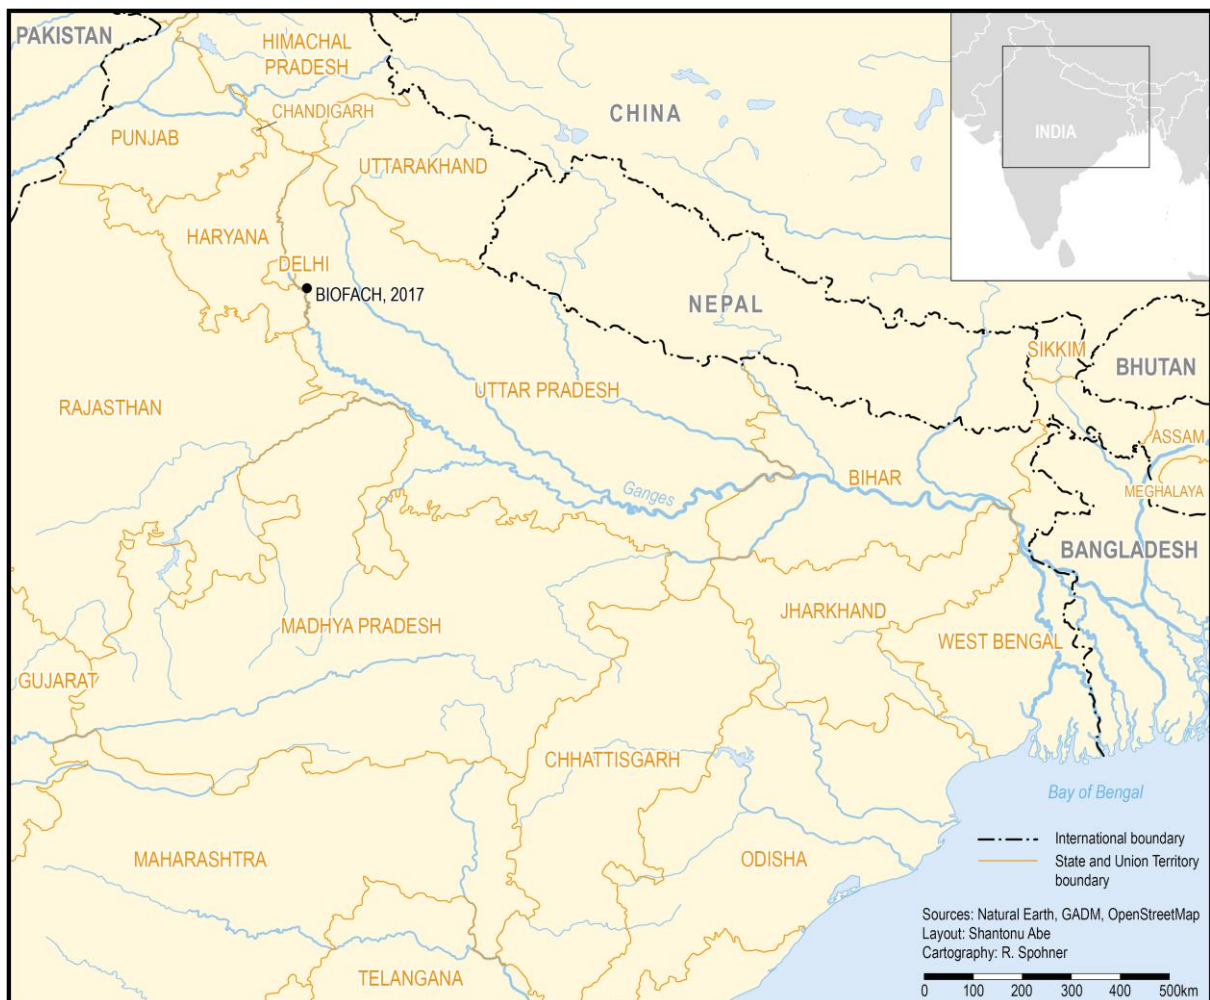 PAKISTAN
HIMACHAL
PRADESH
CHINA
INDIA
CHANDIGARH
PUNJAB
UTTARAKHAND
HARYANA
DELHI
BIOFACH, 2017
NEPAL
SIKKIM
BHUTAN
UTTAR PRADESH
RAJASTHAN
ASSAM
BIHAR
Ganges
MEGHALAYA
BANGLADESH
JHARKHAND
MADHYA PRADESH
WEST BENGAL
GUJARAT
CHHATTISGARH
Bay of Bengal
MAHARASHTRA
ODISHA
TELANGANA
International boundary
State and Union Territory
boundary
Sources: Natural Earth, GADM, OpenStreetMap
Layout: Shantonu Abe
Cartography: R. Spohner
0 100 200 300 400 500km